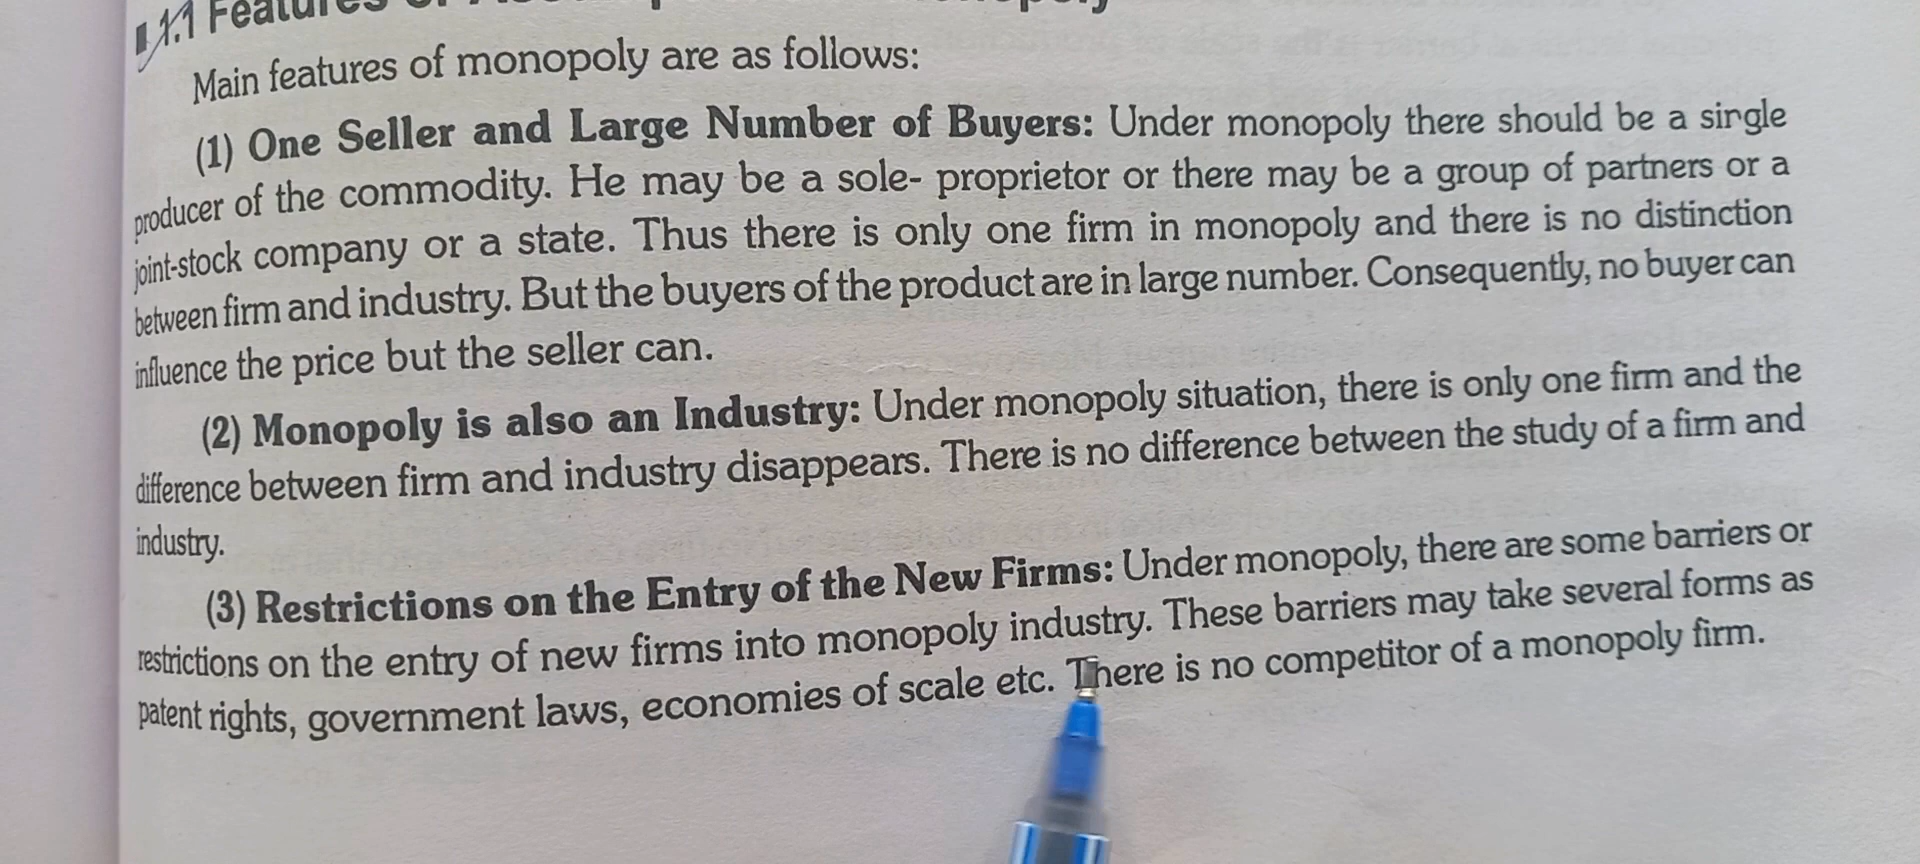 1.1 Features
Main features of monopoly are as follows:
(1) One Seller and Large Number of Buyers: Under monopoly there should be a single
producer of the commodity. He may be a sole- proprietor or there may be a group of partners or a
joint-stock company or a state. Thus there is only one firm in monopoly and there is no distinction
between firm and industry. But the buyers of the product are in large number. Consequently, no buyer can
influence the price but the seller can.
(2) Monopoly is also an Industry: Under monopoly situation, there is only one firm and the
difference between firm and industry disappears. There is no difference between the study of a firm and
industry.
(3) Restrictions on the Entry of the New Firms: Under monopoly, there are some barriers or
restrictions on the entry of new firms into monopoly industry. These barriers may take several forms as
patent rights, government laws, economies of scale etc. There is no competitor of a monopoly firm.